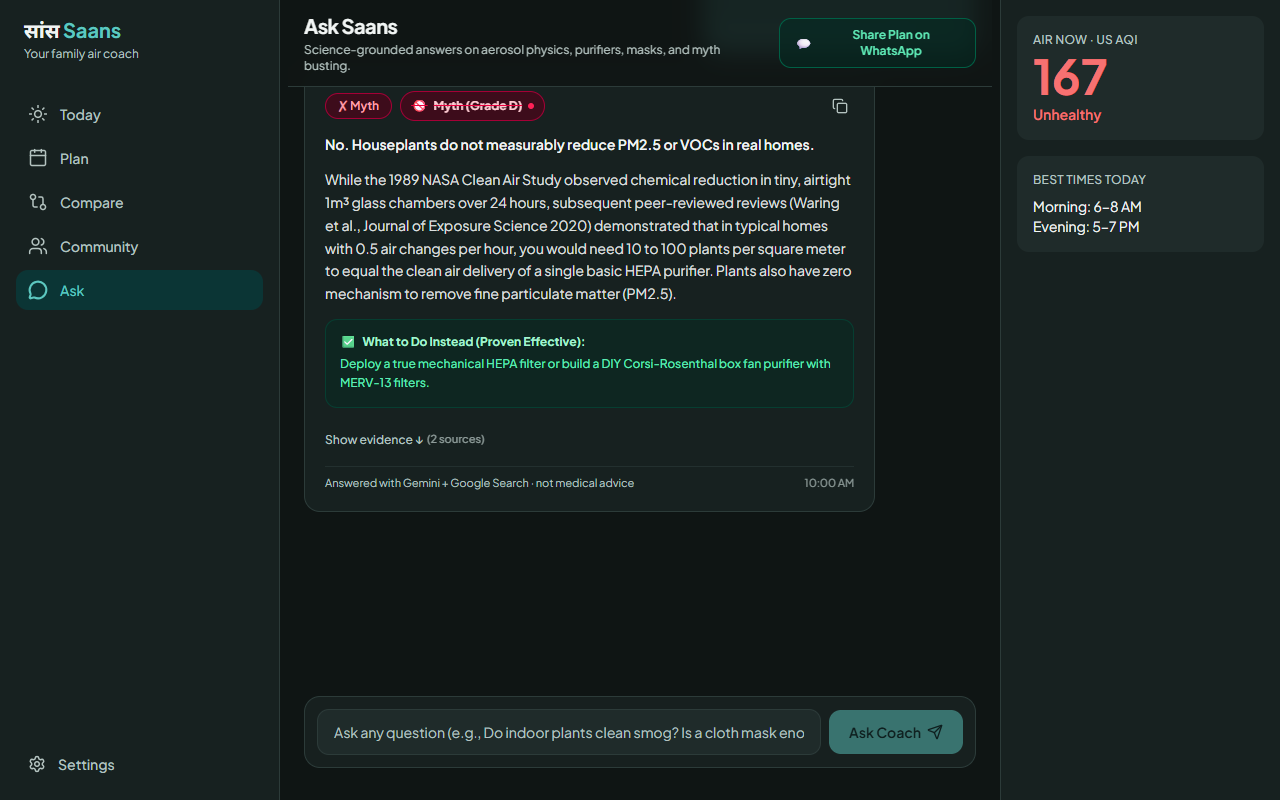 सांस Saans
Your family air coach
Today
Plan
Compare
Community
Ask
Settings
Ask Saans
Science-grounded answers on aerosol physics, purifiers, masks, and myth
busting.
Share Plan on
WhatsApp
✗ Myth
Myth (Grade D)
No. Houseplants do not measurably reduce PM2.5 or VOCs in real homes.
While the 1989 NASA Clean Air Study observed chemical reduction in tiny, airtight
1m³ glass chambers over 24 hours, subsequent peer-reviewed reviews (Waring
et al., Journal of Exposure Science 2020) demonstrated that in typical homes
with 0.5 air changes per hour, you would need 10 to 100 plants per square meter
to equal the clean air delivery of a single basic HEPA purifier. Plants also have zero
mechanism to remove fine particulate matter (PM2.5).
✅ What to Do Instead (Proven Effective):
Deploy a true mechanical HEPA filter or build a DIY Corsi-Rosenthal box fan purifier with
MERV-13 filters.
Show evidence ↓ (2 sources)
Answered with Gemini + Google Search · not medical advice
10:00 AM
Ask any question (e.g., Do indoor plants clean smog? Is a cloth mask eno
Ask Coach
AIR NOW · US AQI
167
Unhealthy
BEST TIMES TODAY
Morning: 6–8 AM
Evening: 5–7 PM